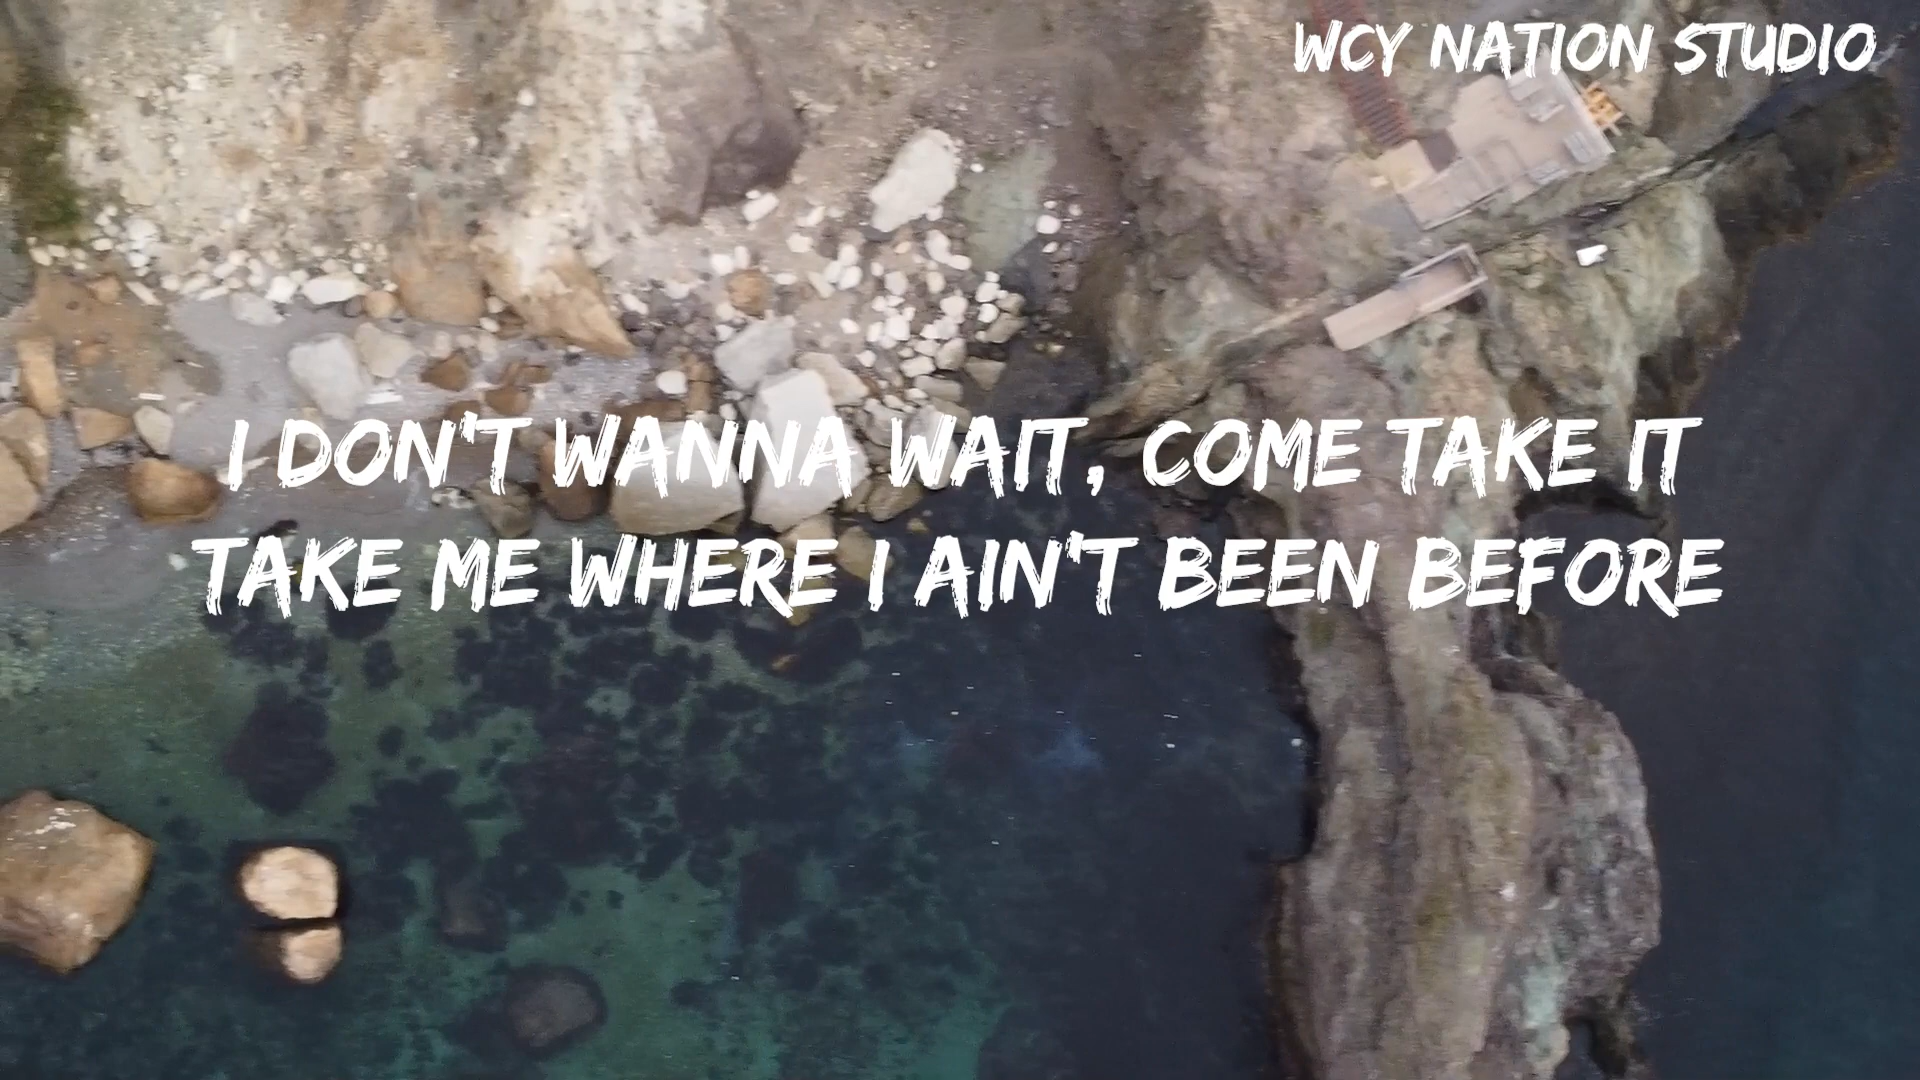 WCY NATION STUDIO
I DON'T WANNA WAIT, COME TAKE IT
TAKE ME WHERE I AIN'T BEEN BEFORE